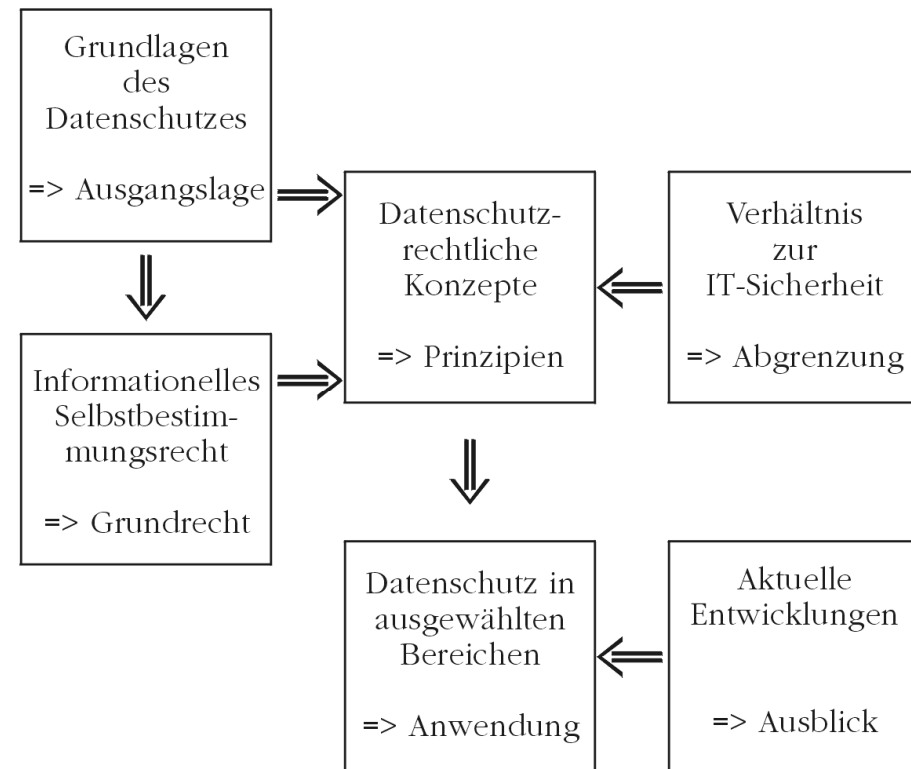 Grundlagen
des
Datenschutzes
=> Ausgangslage
Informationelles
Selbstbestim-
mungsrecht
=> Grundrecht
Datenschutz-
rechtliche
Konzepte
=> Prinzipien
Verhältnis
zur
IT-Sicherheit
=> Abgrenzung
Datenschutz in
ausgewählten
Bereichen
=> Anwendung
Aktuelle
Entwicklungen
=> Ausblick